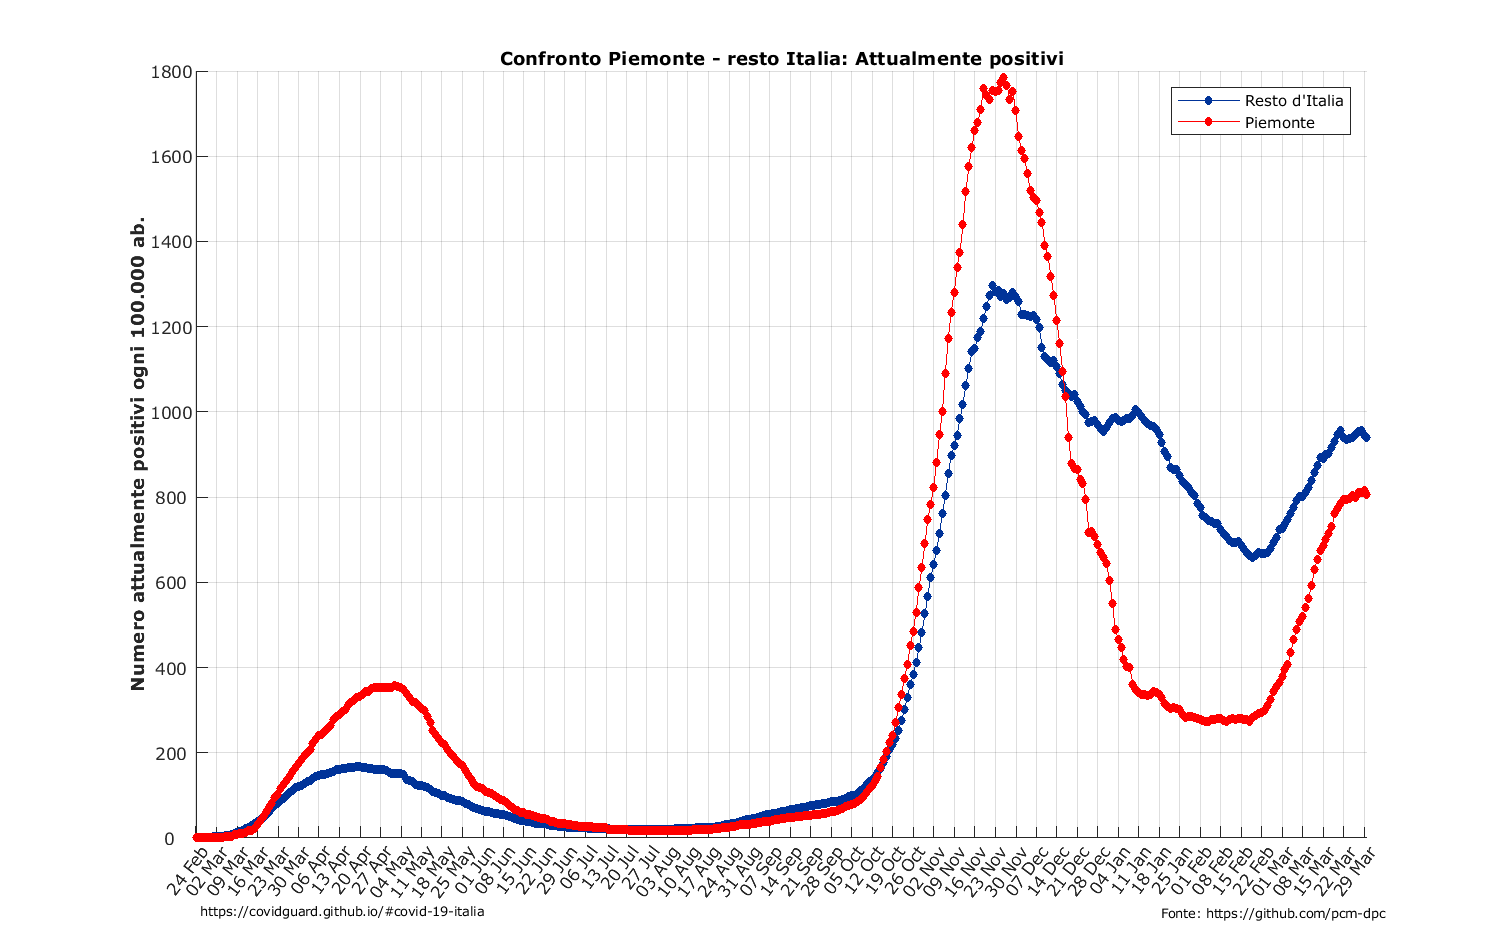 Confronto Piemonte - resto Italia: Attualmente positivi
Numero attualmente positivi ogni 100.000 ab.
1800
1600
1400
1200
1000
800
600
400
200
0
Resto d'Italia
Piemonte
24 Feb
02 Mar
09 Mar
16 Mar
23 Mar
30 Mar
06 Apr
13 Apr
20 Apr
27 Apr
04 May
11 May
18 May
25 May
01 Jun
08 Jun
15 Jun
22 Jun
29 Jun
06 Jul
13 Jul
20 Jul
27 Jul
03 Aug
10 Aug
17 Aug
24 Aug
31 Aug
07 Sep
14 Sep
21 Sep
28 Sep
05 Oct
12 Oct
19 Oct
26 Oct
02 Nov
09 Nov
16 Nov
23 Nov
30 Nov
07 Dec
14 Dec
21 Dec
28 Dec
04 Jan
11 Jan
18 Jan
25 Jan
01 Feb
08 Feb
15 Feb
22 Feb
01 Mar
08 Mar
15 Mar
22 Mar
29 Mar
https://covidguard.github.io/#covid-19-italia
Fonte: https://github.com/pcm-dpc